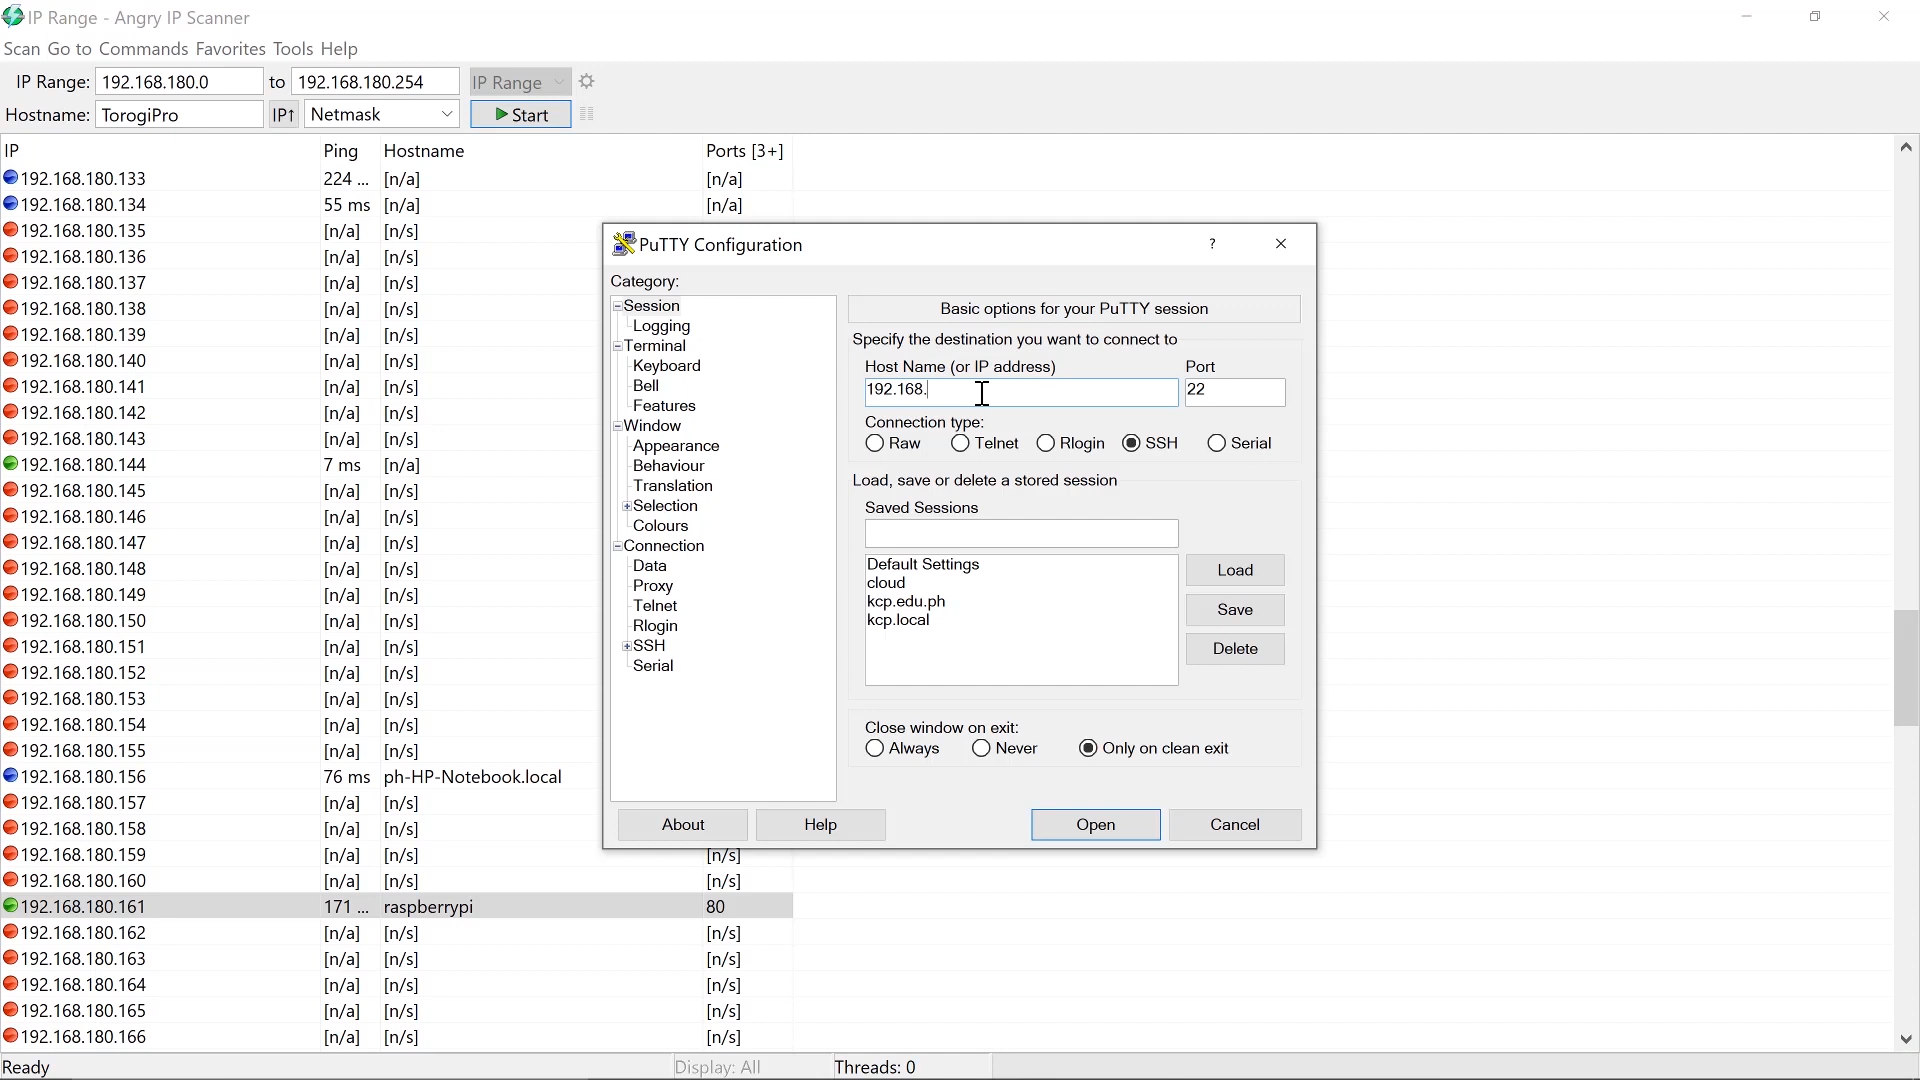 IP Range - Angry IP Scanner
Scan Go to Commands Favorites Tools Help
IP Range: 192.168.180.0 to 192.168.180.254 IP Range
Hostname: TorogiPro IP↑ Netmask Start
IP Ping Hostname Ports [3+]
192.168.180.133 224 ... [n/a] [n/a]
192.168.180.134 55 ms [n/a] [n/a]
192.168.180.135 [n/a] [n/s]
192.168.180.136 [n/a] [n/s]
192.168.180.137 [n/a] [n/s]
192.168.180.138 [n/a] [n/s]
192.168.180.139 [n/a] [n/s]
192.168.180.140 [n/a] [n/s]
192.168.180.141 [n/a] [n/s]
192.168.180.142 [n/a] [n/s]
192.168.180.143 [n/a] [n/s]
192.168.180.144 7 ms [n/a]
192.168.180.145 [n/a] [n/s]
192.168.180.146 [n/a] [n/s]
192.168.180.147 [n/a] [n/s]
192.168.180.148 [n/a] [n/s]
192.168.180.149 [n/a] [n/s]
192.168.180.150 [n/a] [n/s]
192.168.180.151 [n/a] [n/s]
192.168.180.152 [n/a] [n/s]
192.168.180.153 [n/a] [n/s]
192.168.180.154 [n/a] [n/s]
192.168.180.155 [n/a] [n/s]
192.168.180.156 76 ms ph-HP-Notebook.local
192.168.180.157 [n/a] [n/s]
192.168.180.158 [n/a] [n/s]
192.168.180.159 [n/a] [n/s] [n/s]
192.168.180.160 [n/a] [n/s] [n/s]
192.168.180.161 171 ... raspberrypi 80
192.168.180.162 [n/a] [n/s] [n/s]
192.168.180.163 [n/a] [n/s] [n/s]
192.168.180.164 [n/a] [n/s] [n/s]
192.168.180.165 [n/a] [n/s] [n/s]
192.168.180.166 [n/a] [n/s] [n/s]
Ready Display: All Threads: 0
PuTTY Configuration ?
Category:
Session
Logging
Terminal
Keyboard
Bell
Features
Window
Appearance
Behaviour
Translation
Selection
Colours
Connection
Data
Proxy
Telnet
Rlogin
SSH
Serial
Basic options for your PuTTY session
Specify the destination you want to connect to
Host Name (or IP address) Port
192.168. 22
Connection type:
Raw Telnet Rlogin SSH Serial
Load, save or delete a stored session
Saved Sessions
Default Settings
cloud
kcp.edu.ph
kcp.local
Load
Save
Delete
Close window on exit:
Always Never Only on clean exit
About Help Open Cancel